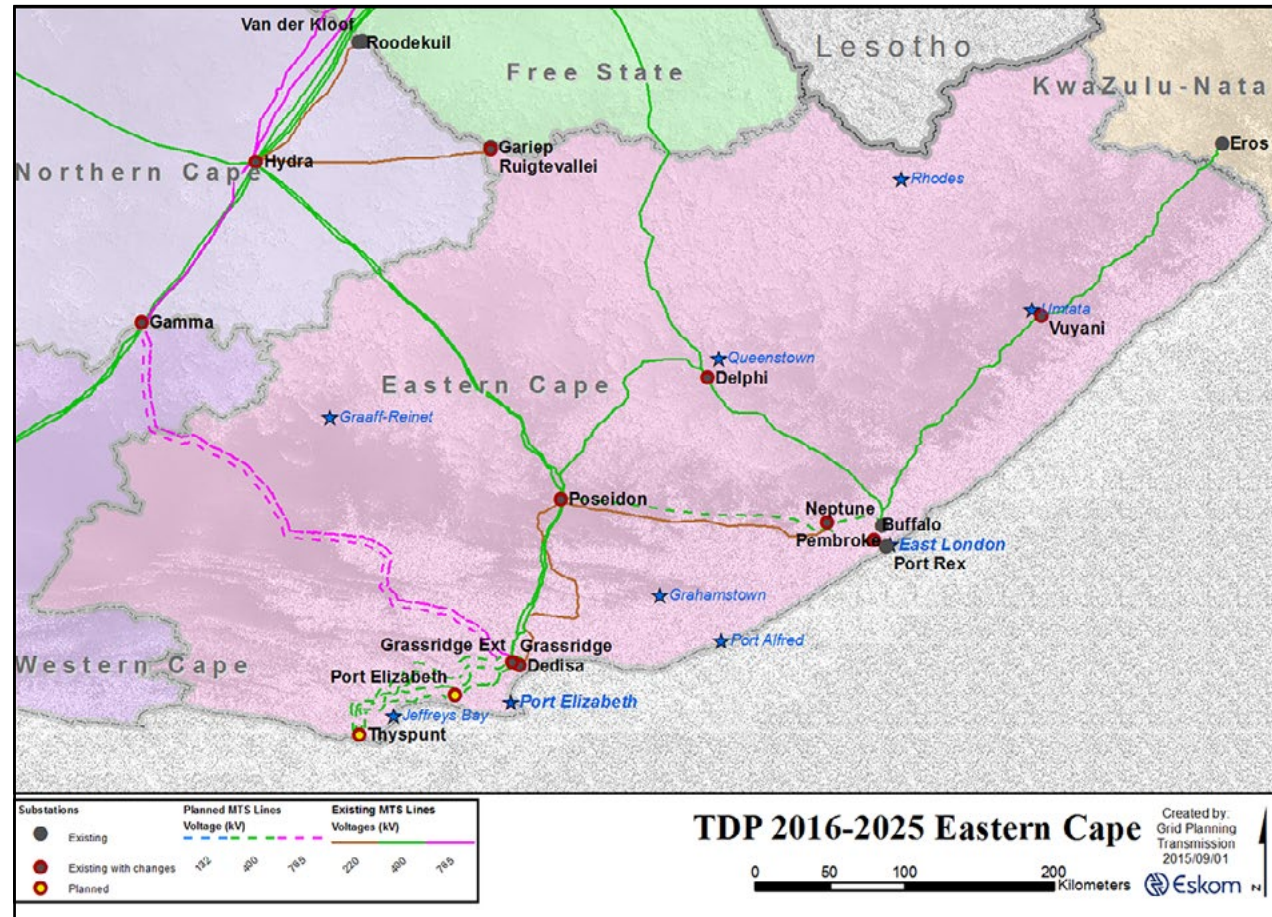 Van der Kloof
Roodekuil
Free State
Lesotho
KwaZulu-Nata
Eros
Gariep
Ruigtevallei
Hydra
Northern Cape
Rhodes
Gamma
Umtata
Vuyani
Queenstown
Delphi
Eastern Cape
Graaff-Reinet
Poseidon
Neptune
Buffalo
Pembroke
East London
Port Rex
Grahamstown
Port Alfred
Grassridge Ext
Grassridge
Dedisa
Western Cape
Port Elizabeth
Port Elizabeth
Jeffreys Bay
Thyspunt
Substations
Existing
Existing with changes
Planned
Planned MTS Lines
Voltage (kV)
132
400
765
Existing MTS Lines
Voltages (kV)
220
400
765
TDP 2016-2025 Eastern Cape
Created by:
Grid Planning
Transmission
2015/09/01
0 50 100 200
Kilometers
Eskom
N